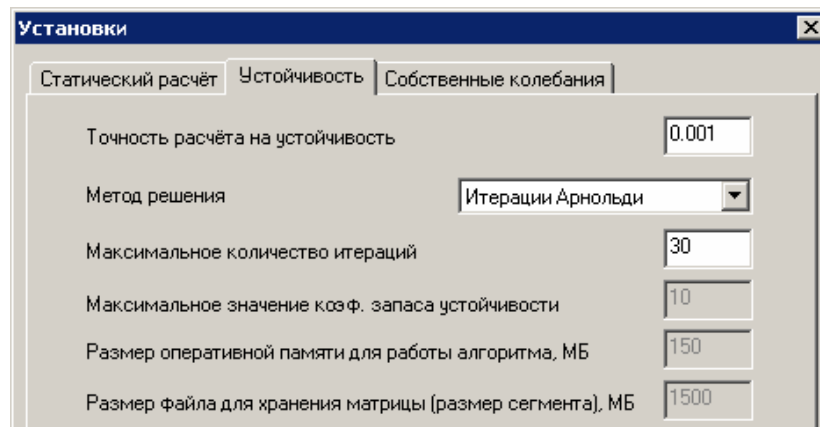 Установки
Статический расчёт Устойчивость Собственные колебания
Точность расчёта на устойчивость 0.001
Метод решения Итерации Арнольди
Максимальное количество итераций 30
Максимальное значение коэф. запаса устойчивости 10
Размер оперативной памяти для работы алгоритма, МБ 150
Размер файла для хранения матрицы (размер сегмента), МБ 1500